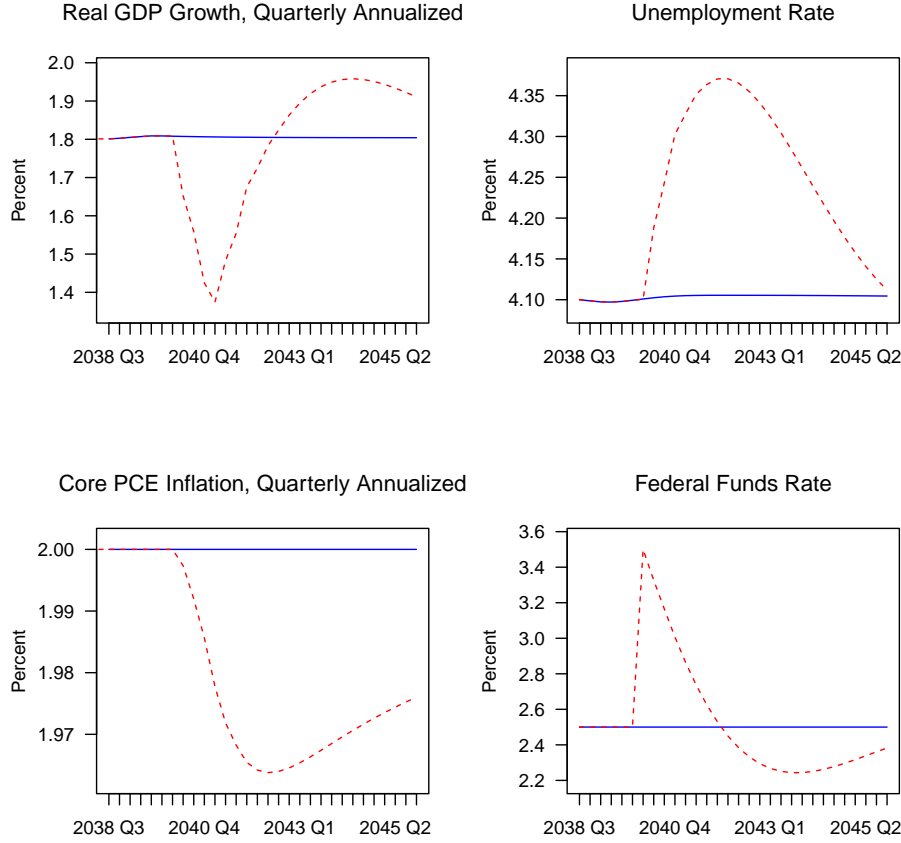 Real GDP Growth, Quarterly Annualized
Percent
2.0
1.9
1.8
1.7
1.6
1.5
1.4
2038 Q3 2040 Q4 2043 Q1 2045 Q2
Unemployment Rate
Percent
4.35
4.30
4.25
4.20
4.15
4.10
2038 Q3 2040 Q4 2043 Q1 2045 Q2
Core PCE Inflation, Quarterly Annualized
Percent
2.00
1.99
1.98
1.97
2038 Q3 2040 Q4 2043 Q1 2045 Q2
Federal Funds Rate
Percent
3.6
3.4
3.2
3.0
2.8
2.6
2.4
2.2
2038 Q3 2040 Q4 2043 Q1 2045 Q2